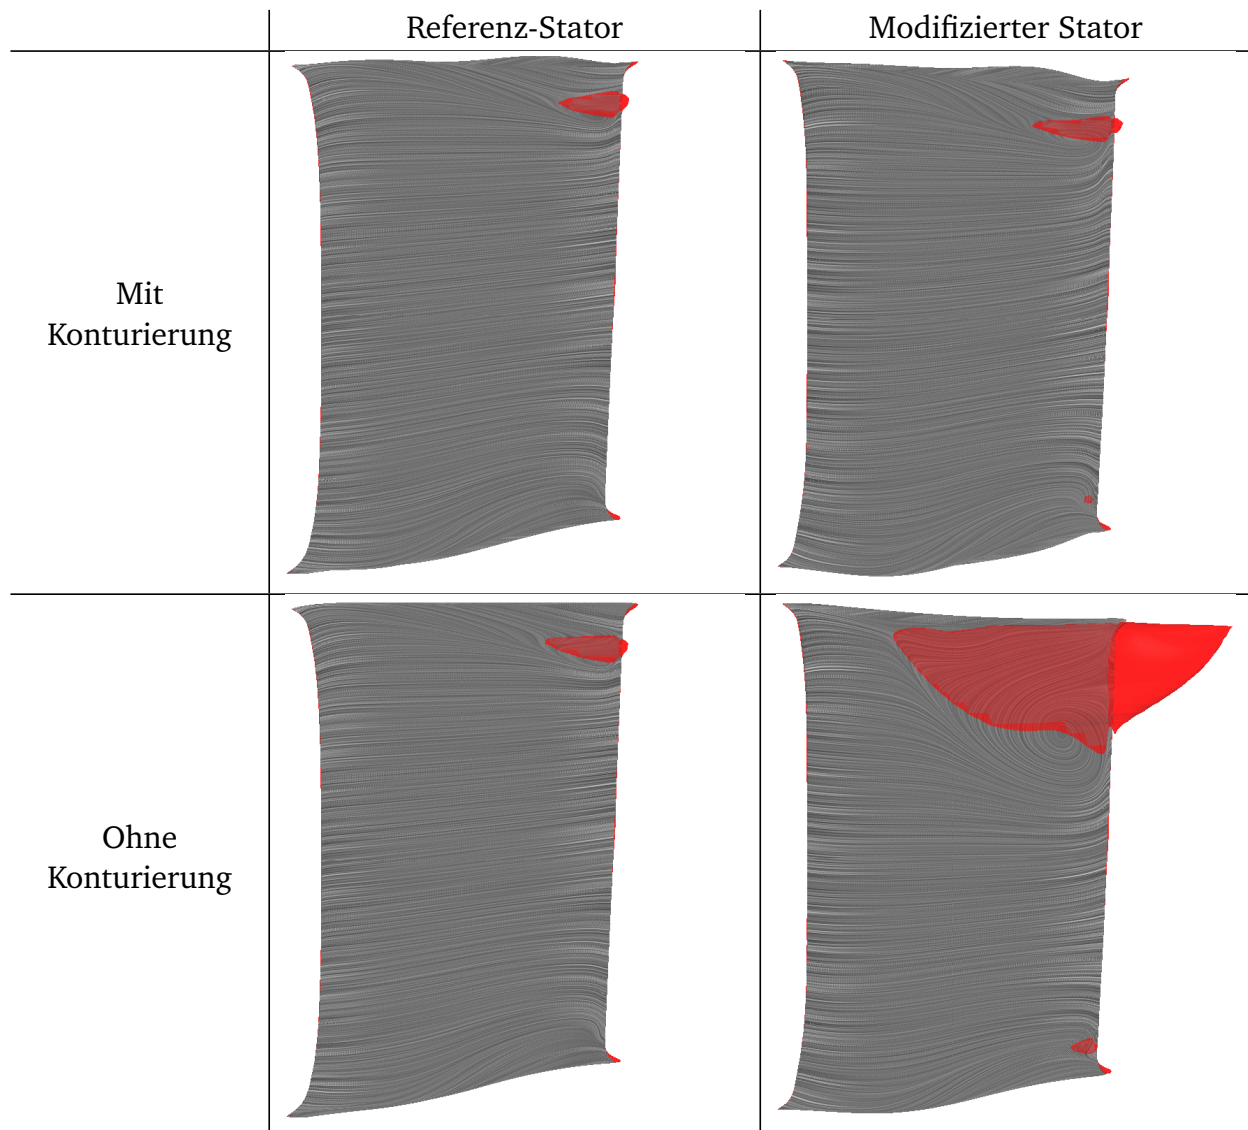 Referenz-Stator
Modifizierter Stator
Mit
Konturierung
Ohne
Konturierung